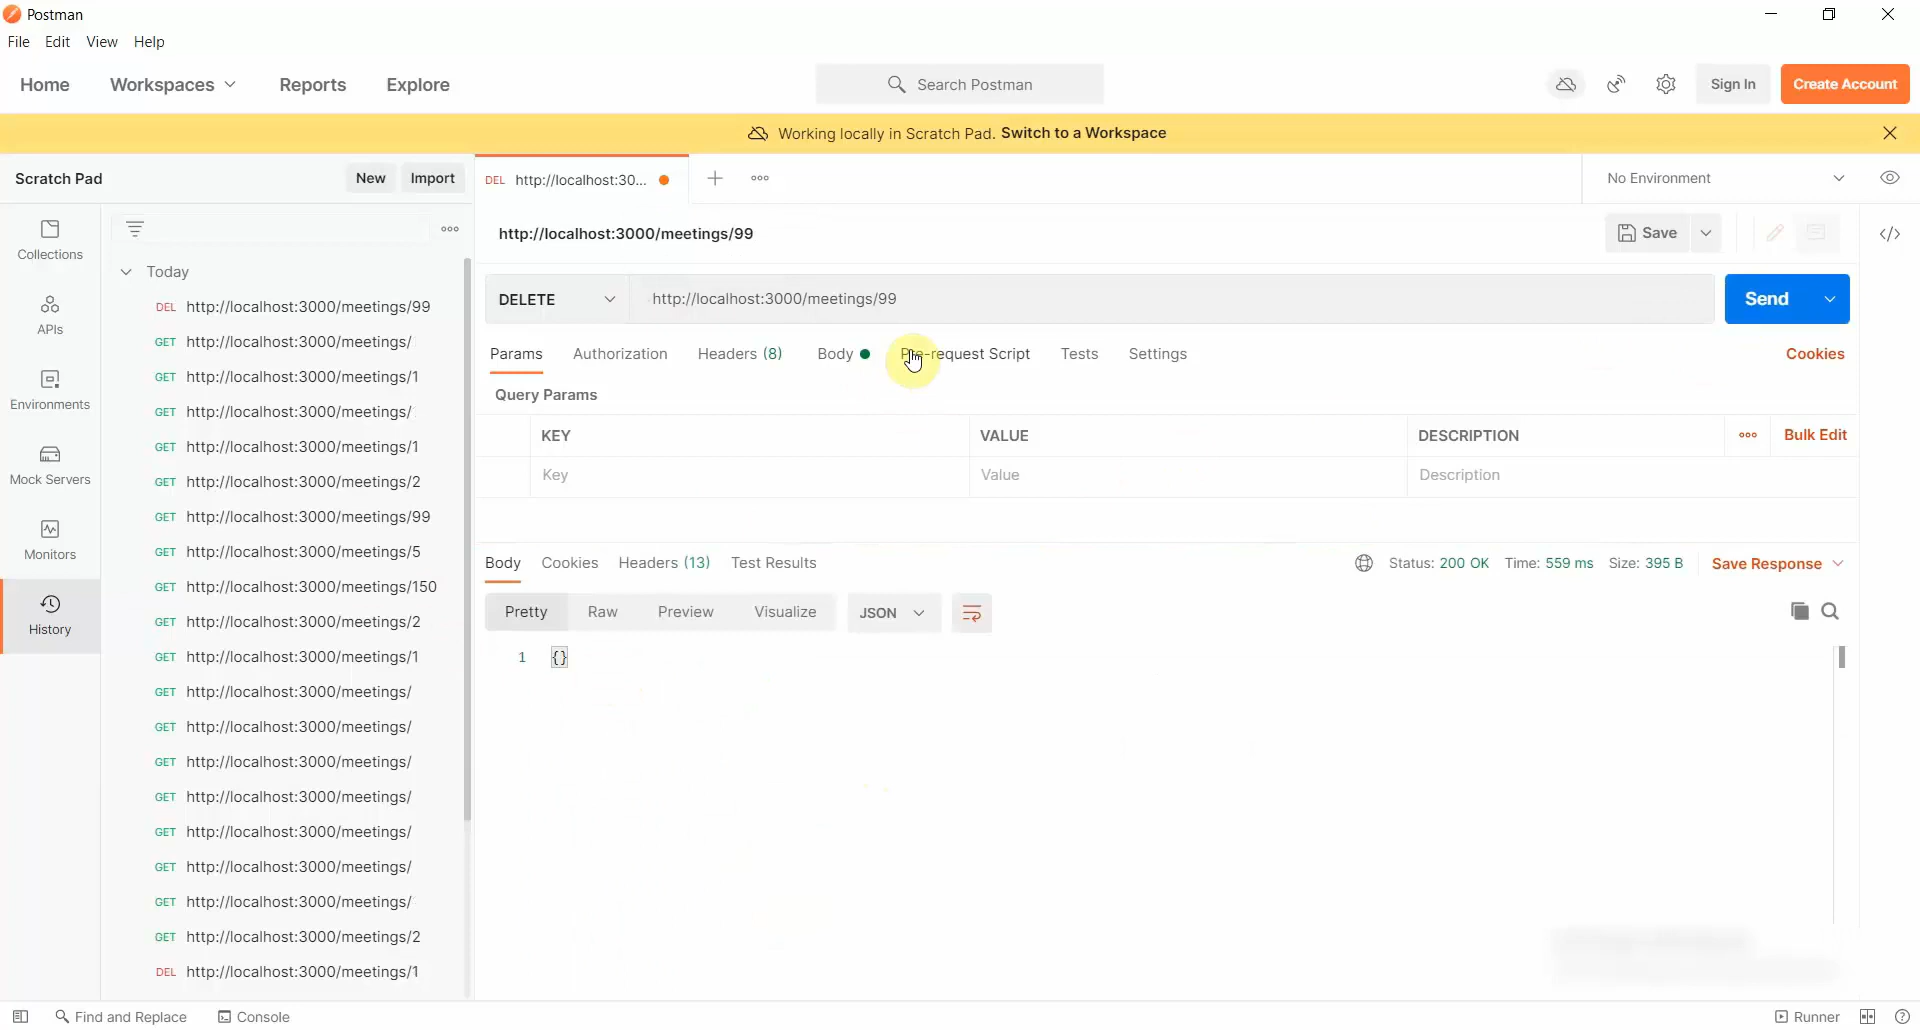 Postman
File Edit View Help
Home Workspaces Reports Explore Search Postman Sign In Create Account
Working locally in Scratch Pad. Switch to a Workspace
Scratch Pad New Import DEL http://localhost:30... No Environment
http://localhost:3000/meetings/99 Save
Collections
APIs
Environments
Mock Servers
Monitors
History
Today
DEL http://localhost:3000/meetings/99
GET http://localhost:3000/meetings/
GET http://localhost:3000/meetings/1
GET http://localhost:3000/meetings/
GET http://localhost:3000/meetings/1
GET http://localhost:3000/meetings/2
GET http://localhost:3000/meetings/99
GET http://localhost:3000/meetings/5
GET http://localhost:3000/meetings/150
GET http://localhost:3000/meetings/2
GET http://localhost:3000/meetings/1
GET http://localhost:3000/meetings/
GET http://localhost:3000/meetings/
GET http://localhost:3000/meetings/
GET http://localhost:3000/meetings/
GET http://localhost:3000/meetings/
GET http://localhost:3000/meetings/
GET http://localhost:3000/meetings/
GET http://localhost:3000/meetings/2
DEL http://localhost:3000/meetings/1
DELETE http://localhost:3000/meetings/99 Send
Params Authorization Headers (8) Body Pre-request Script Tests Settings Cookies
Query Params
KEY VALUE DESCRIPTION Bulk Edit
Key Value Description
Body Cookies Headers (13) Test Results Status: 200 OK Time: 559 ms Size: 395 B Save Response
Pretty Raw Preview Visualize JSON
1 {}
Find and Replace Console Runner